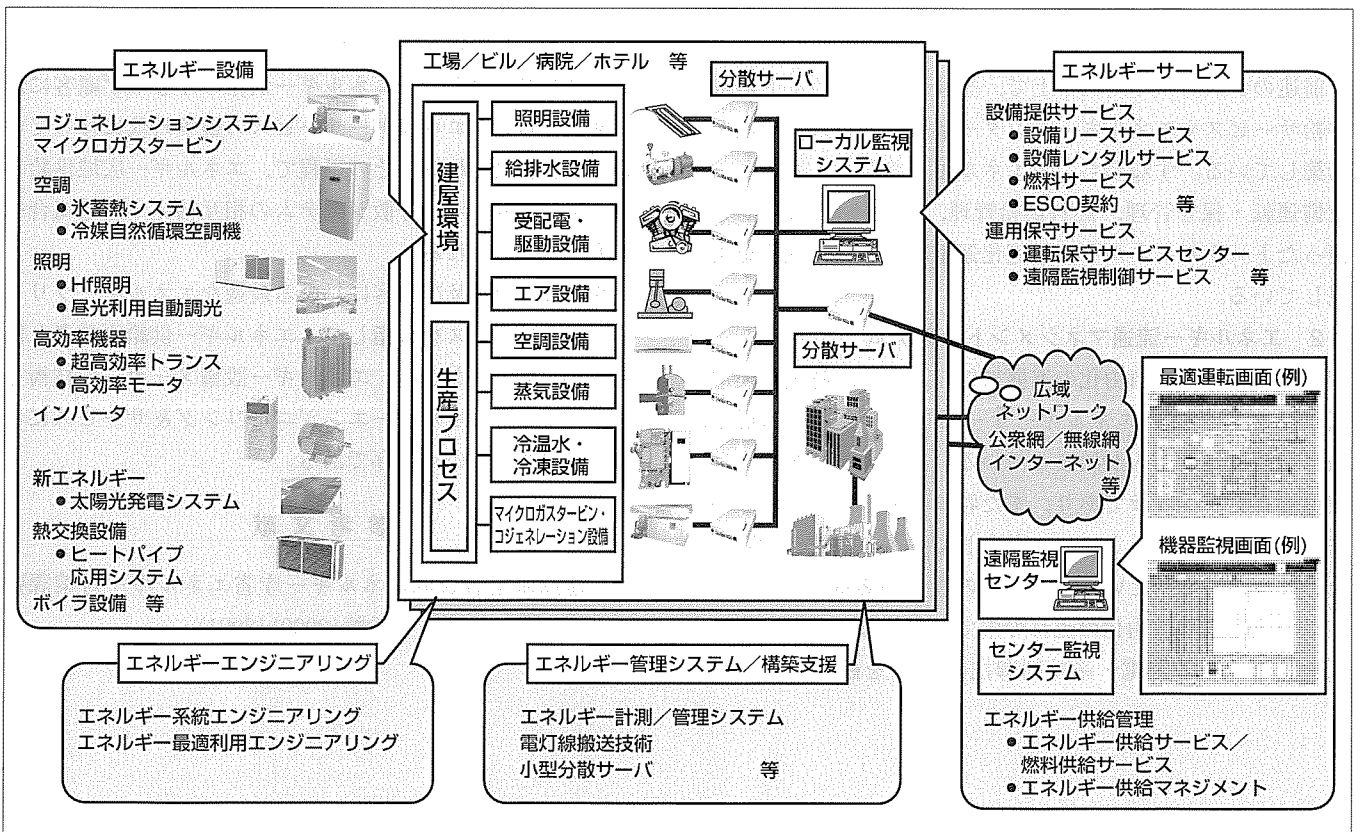 エネルギー設備
コジェネレーションシステム／
マイクロガスタービン
空調
●氷蓄熱システム
●冷媒自然循環空調機
照明
●Hf照明
●昼光利用自動調光
高効率機器
●超高効率トランス
●高効率モータ
インバータ
新エネルギー
●太陽光発電システム
熱交換設備
●ヒートパイプ
応用システム
ボイラ設備　等
工場／ビル／病院／ホテル　等
建屋環境
生産プロセス
照明設備
給排水設備
受配電・
駆動設備
エア設備
空調設備
蒸気設備
冷温水・
冷凍設備
マイクロガスタービン・
コジェネレーション設備
分散サーバ
ローカル監視
システム
分散サーバ
エネルギーサービス
設備提供サービス
●設備リースサービス
●設備レンタルサービス
●燃料サービス
●ESCO契約　　等
運用保守サービス
●運転保守サービスセンター
●遠隔監視制御サービス　　等
広域
ネットワーク
公衆網／無線網
インターネット
等
最適運転画面(例)
機器監視画面(例)
遠隔監視
センター
センター監視
システム
エネルギー供給管理
●エネルギー供給サービス／
燃料供給サービス
●エネルギー供給マネジメント
エネルギーエンジニアリング
エネルギー系統エンジニアリング
エネルギー最適利用エンジニアリング
エネルギー管理システム／構築支援
エネルギー計測／管理システム
電灯線搬送技術
小型分散サーバ　　　等